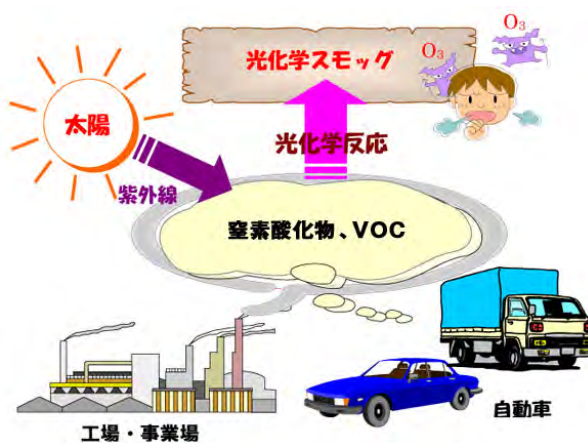 O₃
O₃
光化学スモッグ
太陽
光化学反応
紫外線
窒素酸化物、VOC
自動車
工場・事業場